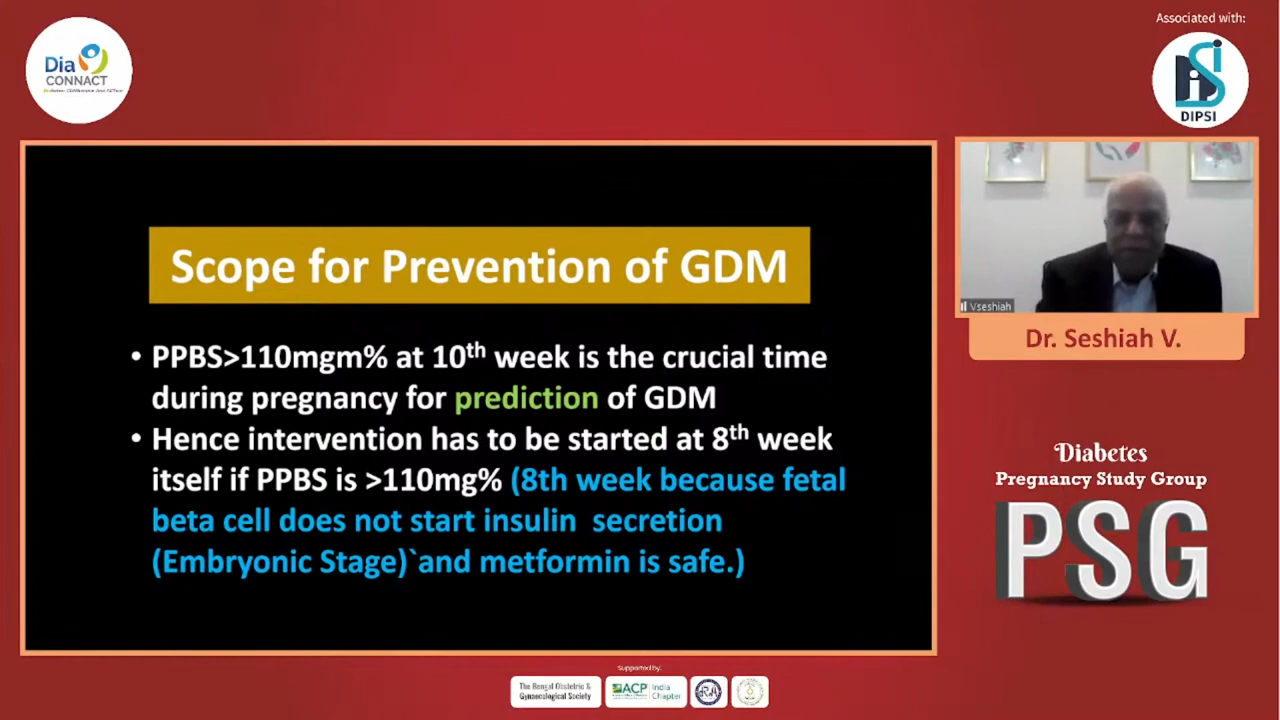 Associated with:
Dia
CONNACT
DIPSI
Scope for Prevention of GDM
• PPBS>110mgm% at 10th week is the crucial time
during pregnancy for prediction of GDM
• Hence intervention has to be started at 8th week
itself if PPBS is >110mg% (8th week because fetal
beta cell does not start insulin secretion
(Embryonic Stage)`and metformin is safe.)
Vseshiah
Dr. Seshiah V.
Diabetes
Pregnancy Study Group
PSG
Supported by:
The Bengal Obstetric &
Gynaecological Society
ACP
India
Chapter